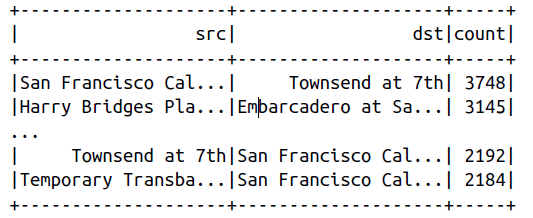 +--------------------+--------------------+-----+
|                 src|                 dst|count|
+--------------------+--------------------+-----+
|San Francisco Cal...|     Townsend at 7th| 3748|
|Harry Bridges Pla...|Embarcadero at Sa...| 3145|
...
|     Townsend at 7th|San Francisco Cal...| 2192|
|Temporary Transba...|San Francisco Cal...| 2184|
+--------------------+--------------------+-----+